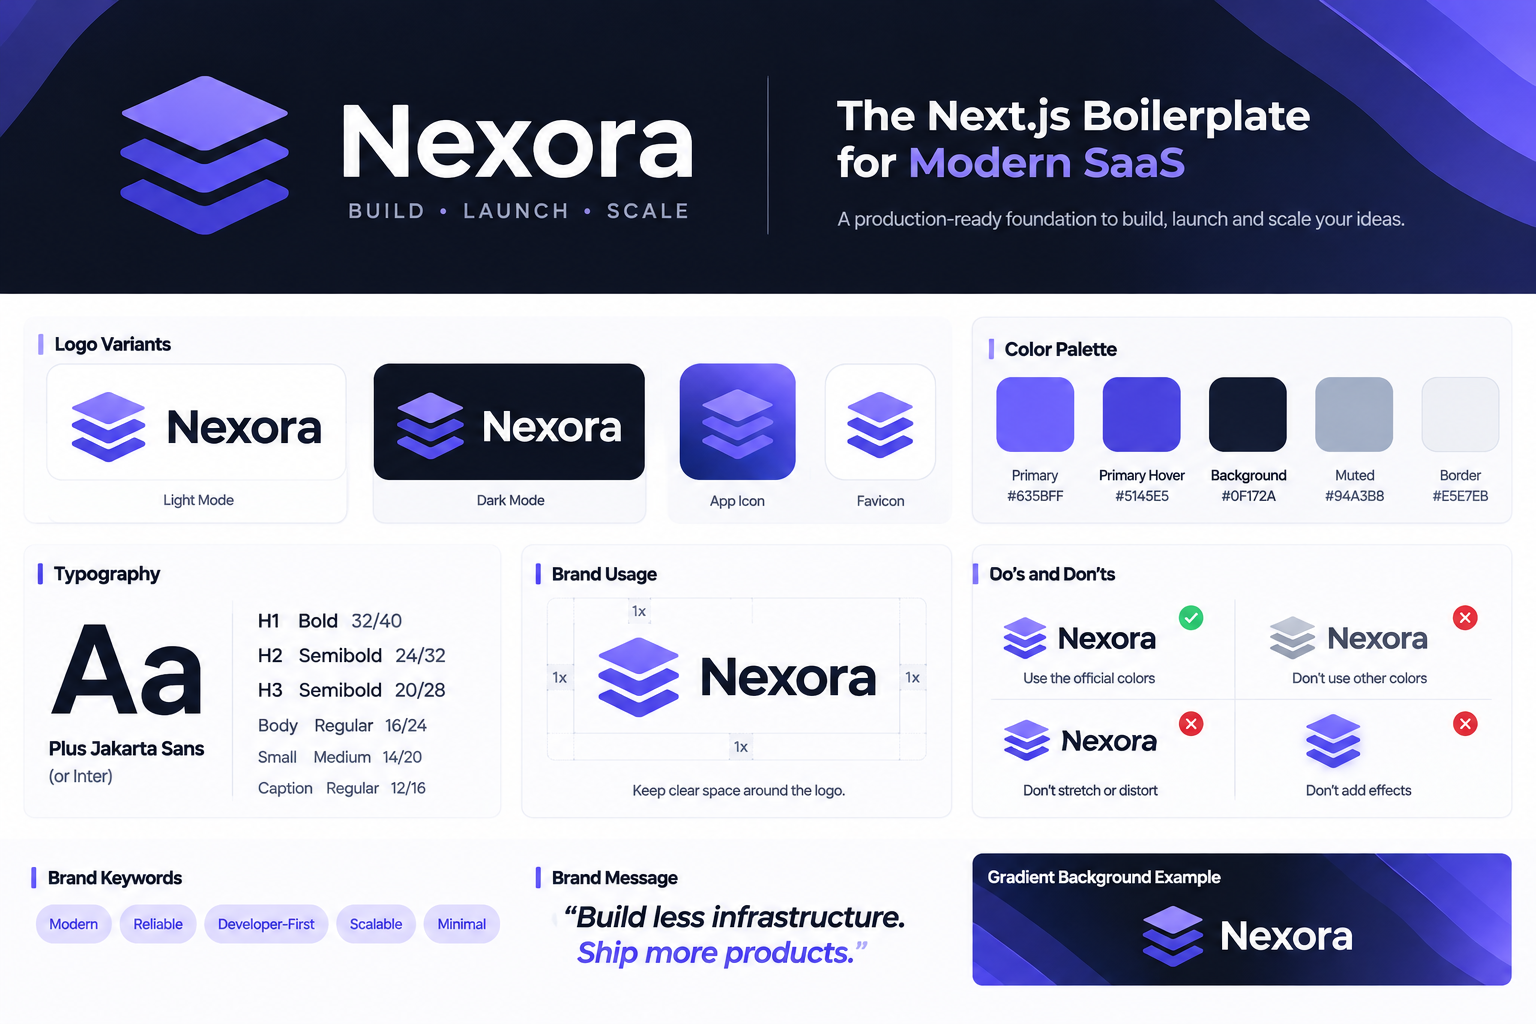 Nexora
BUILD • LAUNCH • SCALE
The Next.js Boilerplate
for Modern SaaS
A production-ready foundation to build, launch and scale your ideas.
Logo Variants
Nexora
Light Mode
Nexora
Dark Mode
App Icon
Favicon
Color Palette
Primary
#635BFF
Primary Hover
#5145E5
Background
#0F172A
Muted
#94A3B8
Border
#E5E7EB
Typography
Aa
Plus Jakarta Sans
(or Inter)
H1 Bold 32/40
H2 Semibold 24/32
H3 Semibold 20/28
Body Regular 16/24
Small Medium 14/20
Caption Regular 12/16
Brand Usage
1x
1x
Nexora
1x
1x
Keep clear space around the logo.
Do's and Don'ts
Nexora
Use the official colors
Nexora
Don't use other colors
Nexora
Don't stretch or distort
Don't add effects
Brand Keywords
Modern
Reliable
Developer-First
Scalable
Minimal
Brand Message
“Build less infrastructure.
Ship more products.”
Gradient Background Example
Nexora